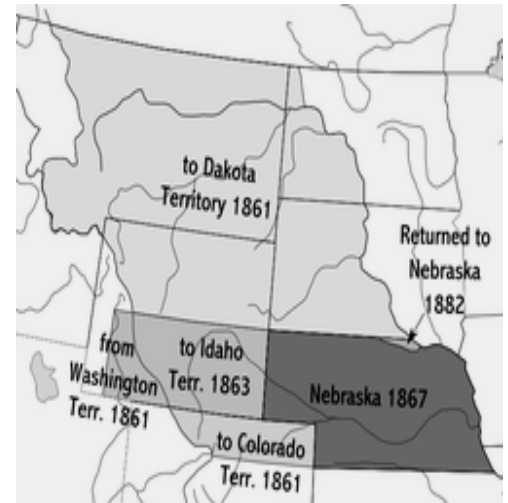 to Dakota
Territory 1861
Returned to
Nebraska
1882
from
Washington
Terr. 1861
to Idaho
Terr. 1863
Nebraska 1867
to Colorado
Terr. 1861